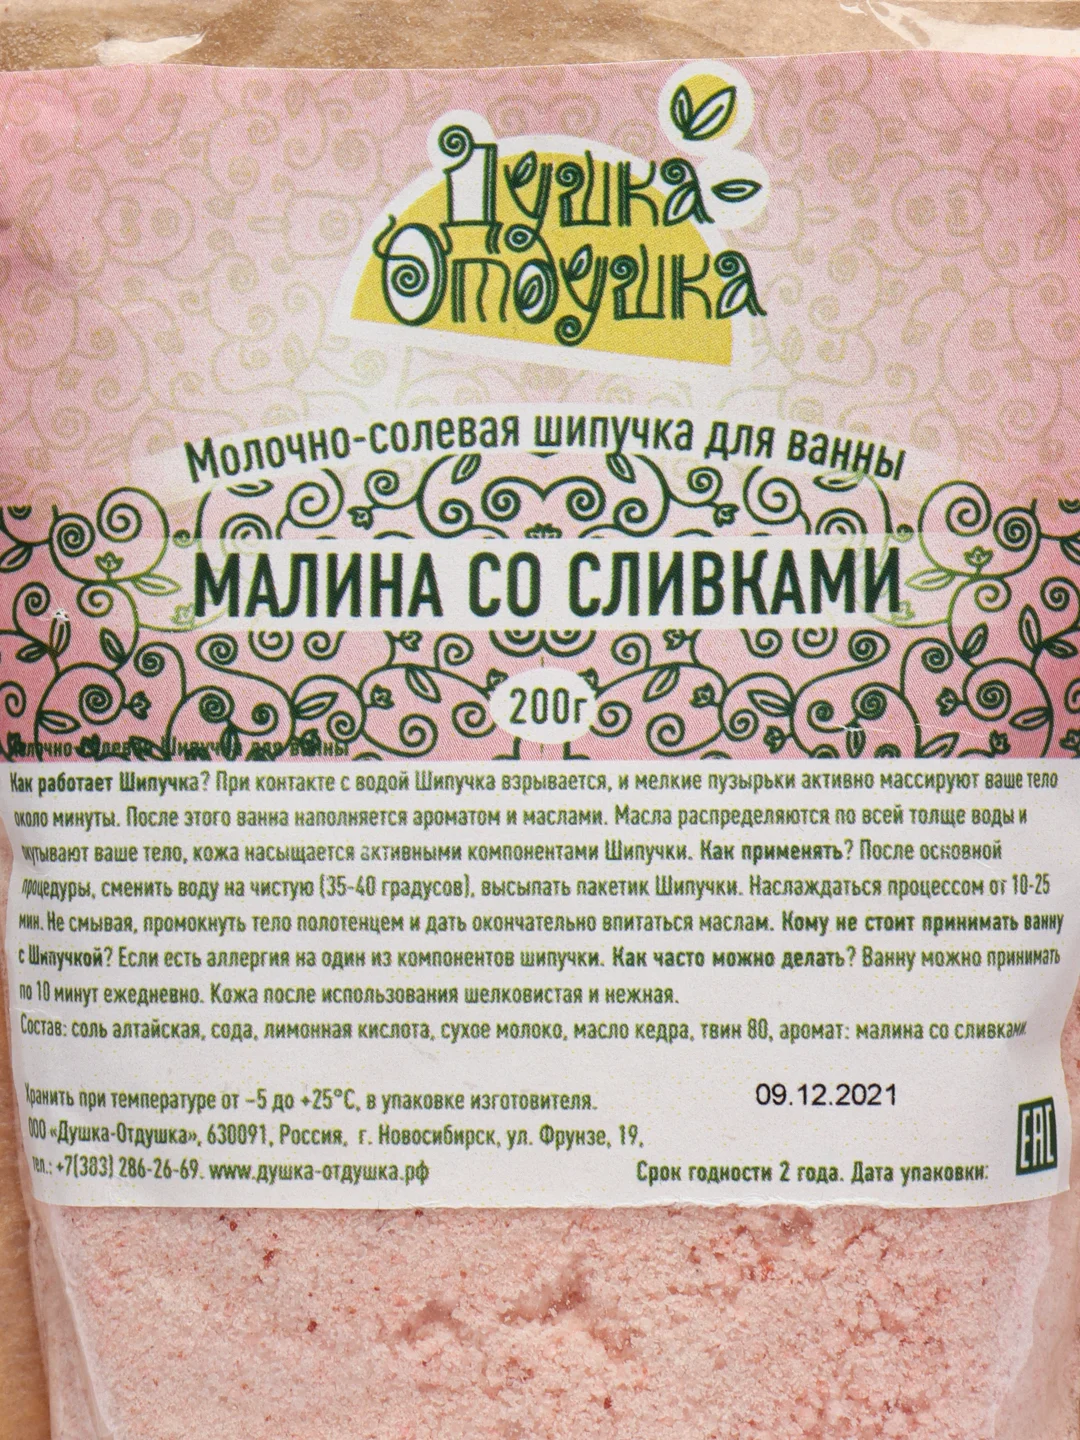 Душка-
Отдушка
Молочно-солевая шипучка для ванны
МАЛИНА СО СЛИВКАМИ
200г
Молочно-солевая Шипучка для ванны
Как работает Шипучка? При контакте с водой Шипучка взрывается, и мелкие пузырьки активно массируют ваше тело
около минуты. После этого ванна наполняется ароматом и маслами. Масла распределяются по всей толще воды и
окутывают ваше тело, кожа насыщается активными компонентами Шипучки. Как применять? После основной
процедуры, сменить воду на чистую (35-40 градусов), высыпать пакетик Шипучки. Наслаждаться процессом от 10-25
мин. Не смывая, промокнуть тело полотенцем и дать окончательно впитаться маслам. Кому не стоит принимать ванну
с Шипучкой? Если есть аллергия на один из компонентов шипучки. Как часто можно делать? Ванну можно принимать
по 10 минут ежедневно. Кожа после использования шелковистая и нежная.
Состав: соль алтайская, сода, лимонная кислота, сухое молоко, масло кедра, твин 80, аромат: малина со сливками
Хранить при температуре от -5 до +25°С, в упаковке изготовителя.
09.12.2021
ООО «Душка-Отдушка», 630091, Россия, г. Новосибирск, ул. Фрунзе, 19,
тел.: +7(383) 286-26-69. www.душка-отдушка.рф
Срок годности 2 года. Дата упаковки:
EAC